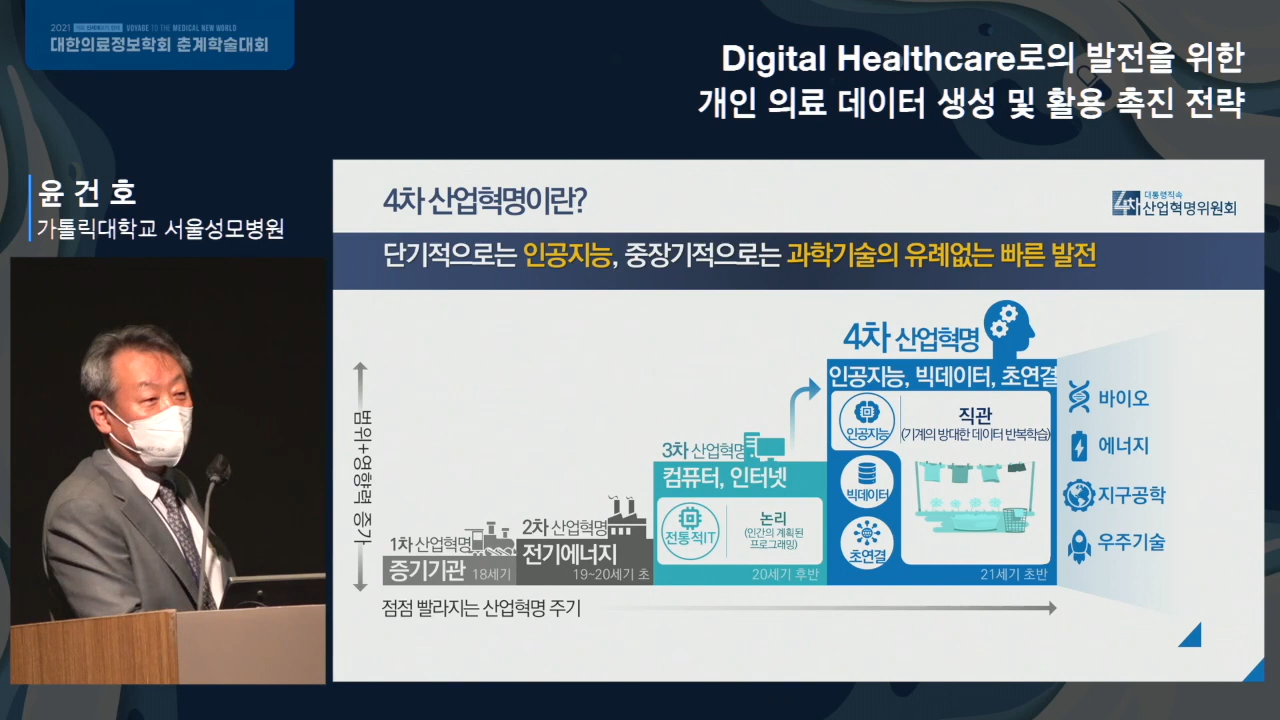 2021 VOYAGE TO THE MEDICAL NEW WORLD
대한의료정보학회 춘계학술대회
Digital Healthcare로의 발전을 위한
개인 의료 데이터 생성 및 활용 촉진 전략
윤 건 호
가톨릭대학교 서울성모병원
4차 산업혁명이란?
대통령직속
4차 산업혁명위원회
단기적으로는 인공지능, 중장기적으로는 과학기술의 유례없는 빠른 발전
범위+영향력 증가
1차 산업혁명
증기기관 18세기
2차 산업혁명
전기에너지
19~20세기 초
3차 산업혁명
컴퓨터, 인터넷
전통적IT
논리
(인간의 계획된
프로그래밍)
20세기 후반
4차 산업혁명
인공지능, 빅데이터, 초연결
인공지능
직관
(기계의 방대한 데이터 반복학습)
빅데이터
초연결
21세기 초반
바이오
에너지
지구공학
우주기술
점점 빨라지는 산업혁명 주기